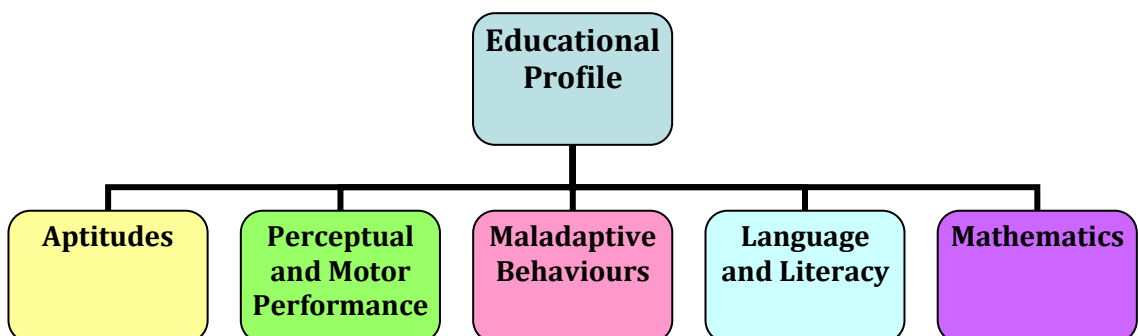 Educational
Profile
Aptitudes
Perceptual
and Motor
Performance
Maladaptive
Behaviours
Language
and Literacy
Mathematics